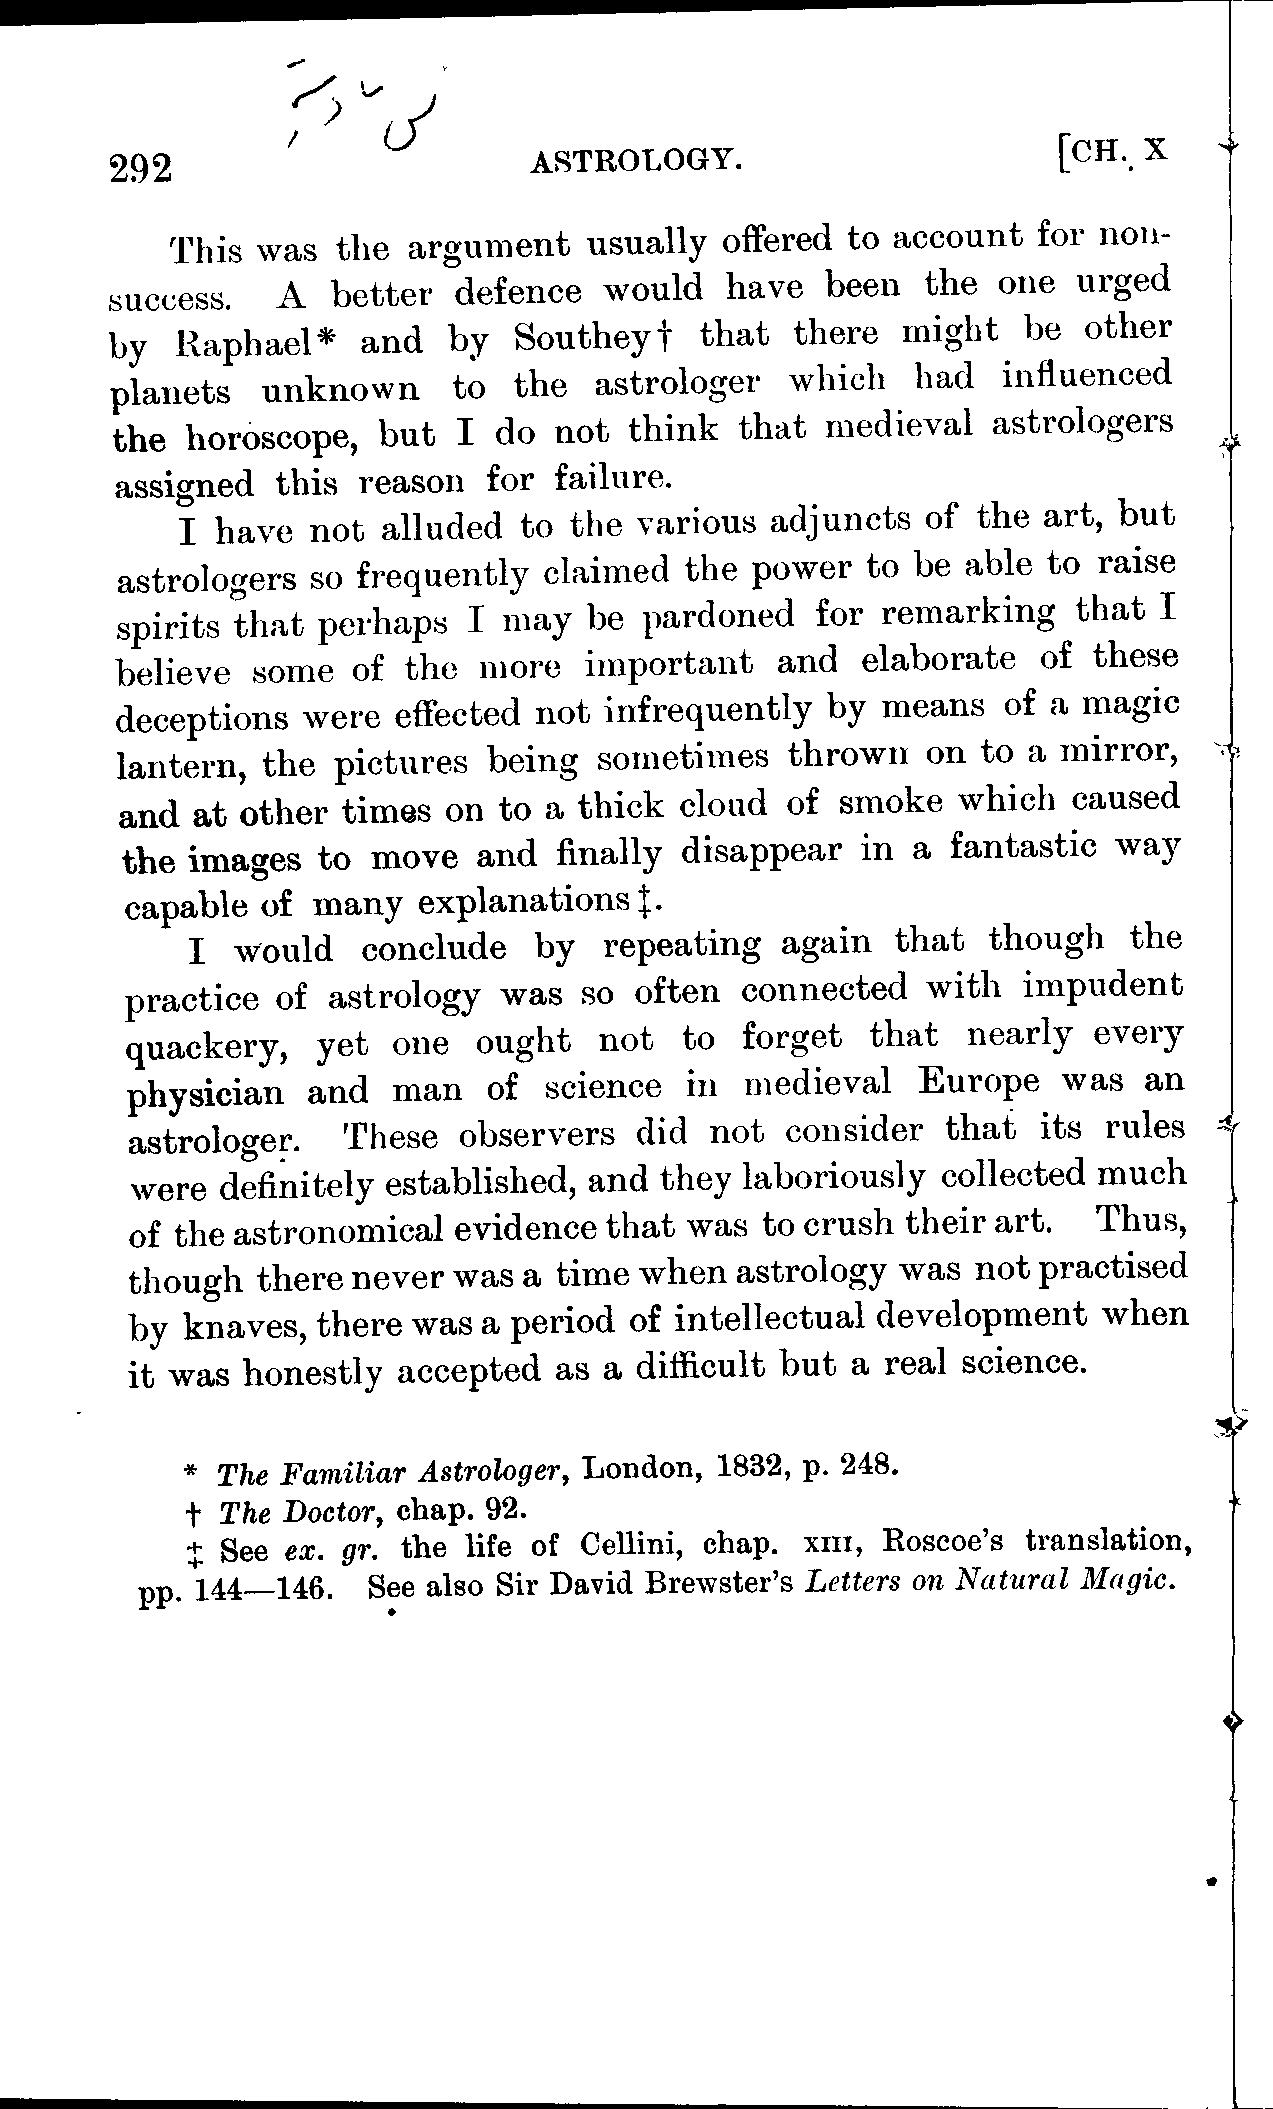 292 ASTROLOGY. [CH. X
This was the argument usually offered to account for non-
success. A better defence would have been the one urged
by Raphael* and by Southey† that there might be other
planets unknown to the astrologer which had influenced
the horoscope, but I do not think that medieval astrologers
assigned this reason for failure.
I have not alluded to the various adjuncts of the art, but
astrologers so frequently claimed the power to be able to raise
spirits that perhaps I may be pardoned for remarking that I
believe some of the more important and elaborate of these
deceptions were effected not infrequently by means of a magic
lantern, the pictures being sometimes thrown on to a mirror,
and at other times on to a thick cloud of smoke which caused
the images to move and finally disappear in a fantastic way
capable of many explanations‡.
I would conclude by repeating again that though the
practice of astrology was so often connected with impudent
quackery, yet one ought not to forget that nearly every
physician and man of science in medieval Europe was an
astrologer. These observers did not consider that its rules
were definitely established, and they laboriously collected much
of the astronomical evidence that was to crush their art. Thus,
though there never was a time when astrology was not practised
by knaves, there was a period of intellectual development when
it was honestly accepted as a difficult but a real science.
* The Familiar Astrologer, London, 1832, p. 248.
† The Doctor, chap. 92.
‡ See ex. gr. the life of Cellini, chap. XIII, Roscoe's translation,
pp. 144—146. See also Sir David Brewster's Letters on Natural Magic.